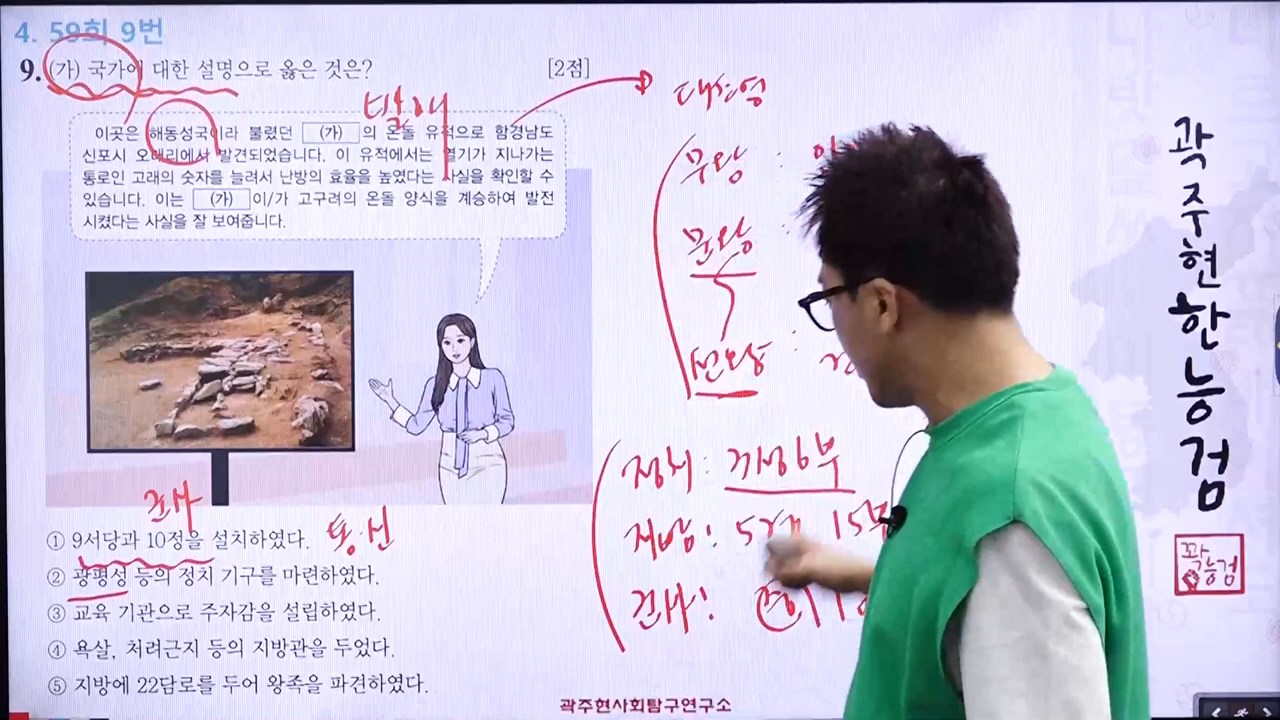 4. 59회 9번
9. (가) 국가에 대한 설명으로 옳은 것은? [2점]
발해
이곳은 해동성국이라 불렸던 (가) 의 온돌 유적으로 함경남도
신포시 오매리에서 발견되었습니다. 이 유적에서는 열기가 지나가는
통로인 고래의 숫자를 늘려서 난방의 효율을 높였다는 사실을 확인할 수
있습니다. 이는 (가) 이/가 고구려의 온돌 양식을 계승하여 발전
시켰다는 사실을 잘 보여줍니다.
군사
① 9서당과 10정을 설치하였다. 통·신
② 광평성 등의 정치 기구를 마련하였다.
③ 교육 기관으로 주자감을 설립하였다.
④ 욕살, 처려근지 등의 지방관을 두었다.
⑤ 지방에 22담로를 두어 왕족을 파견하였다.
대조영
무왕 :
문왕 :
선왕 :
정치 : 3성 6부
지방 : 5경 15부
군사 :
곽주현한능검
곽
능검
곽주현사회탐구연구소